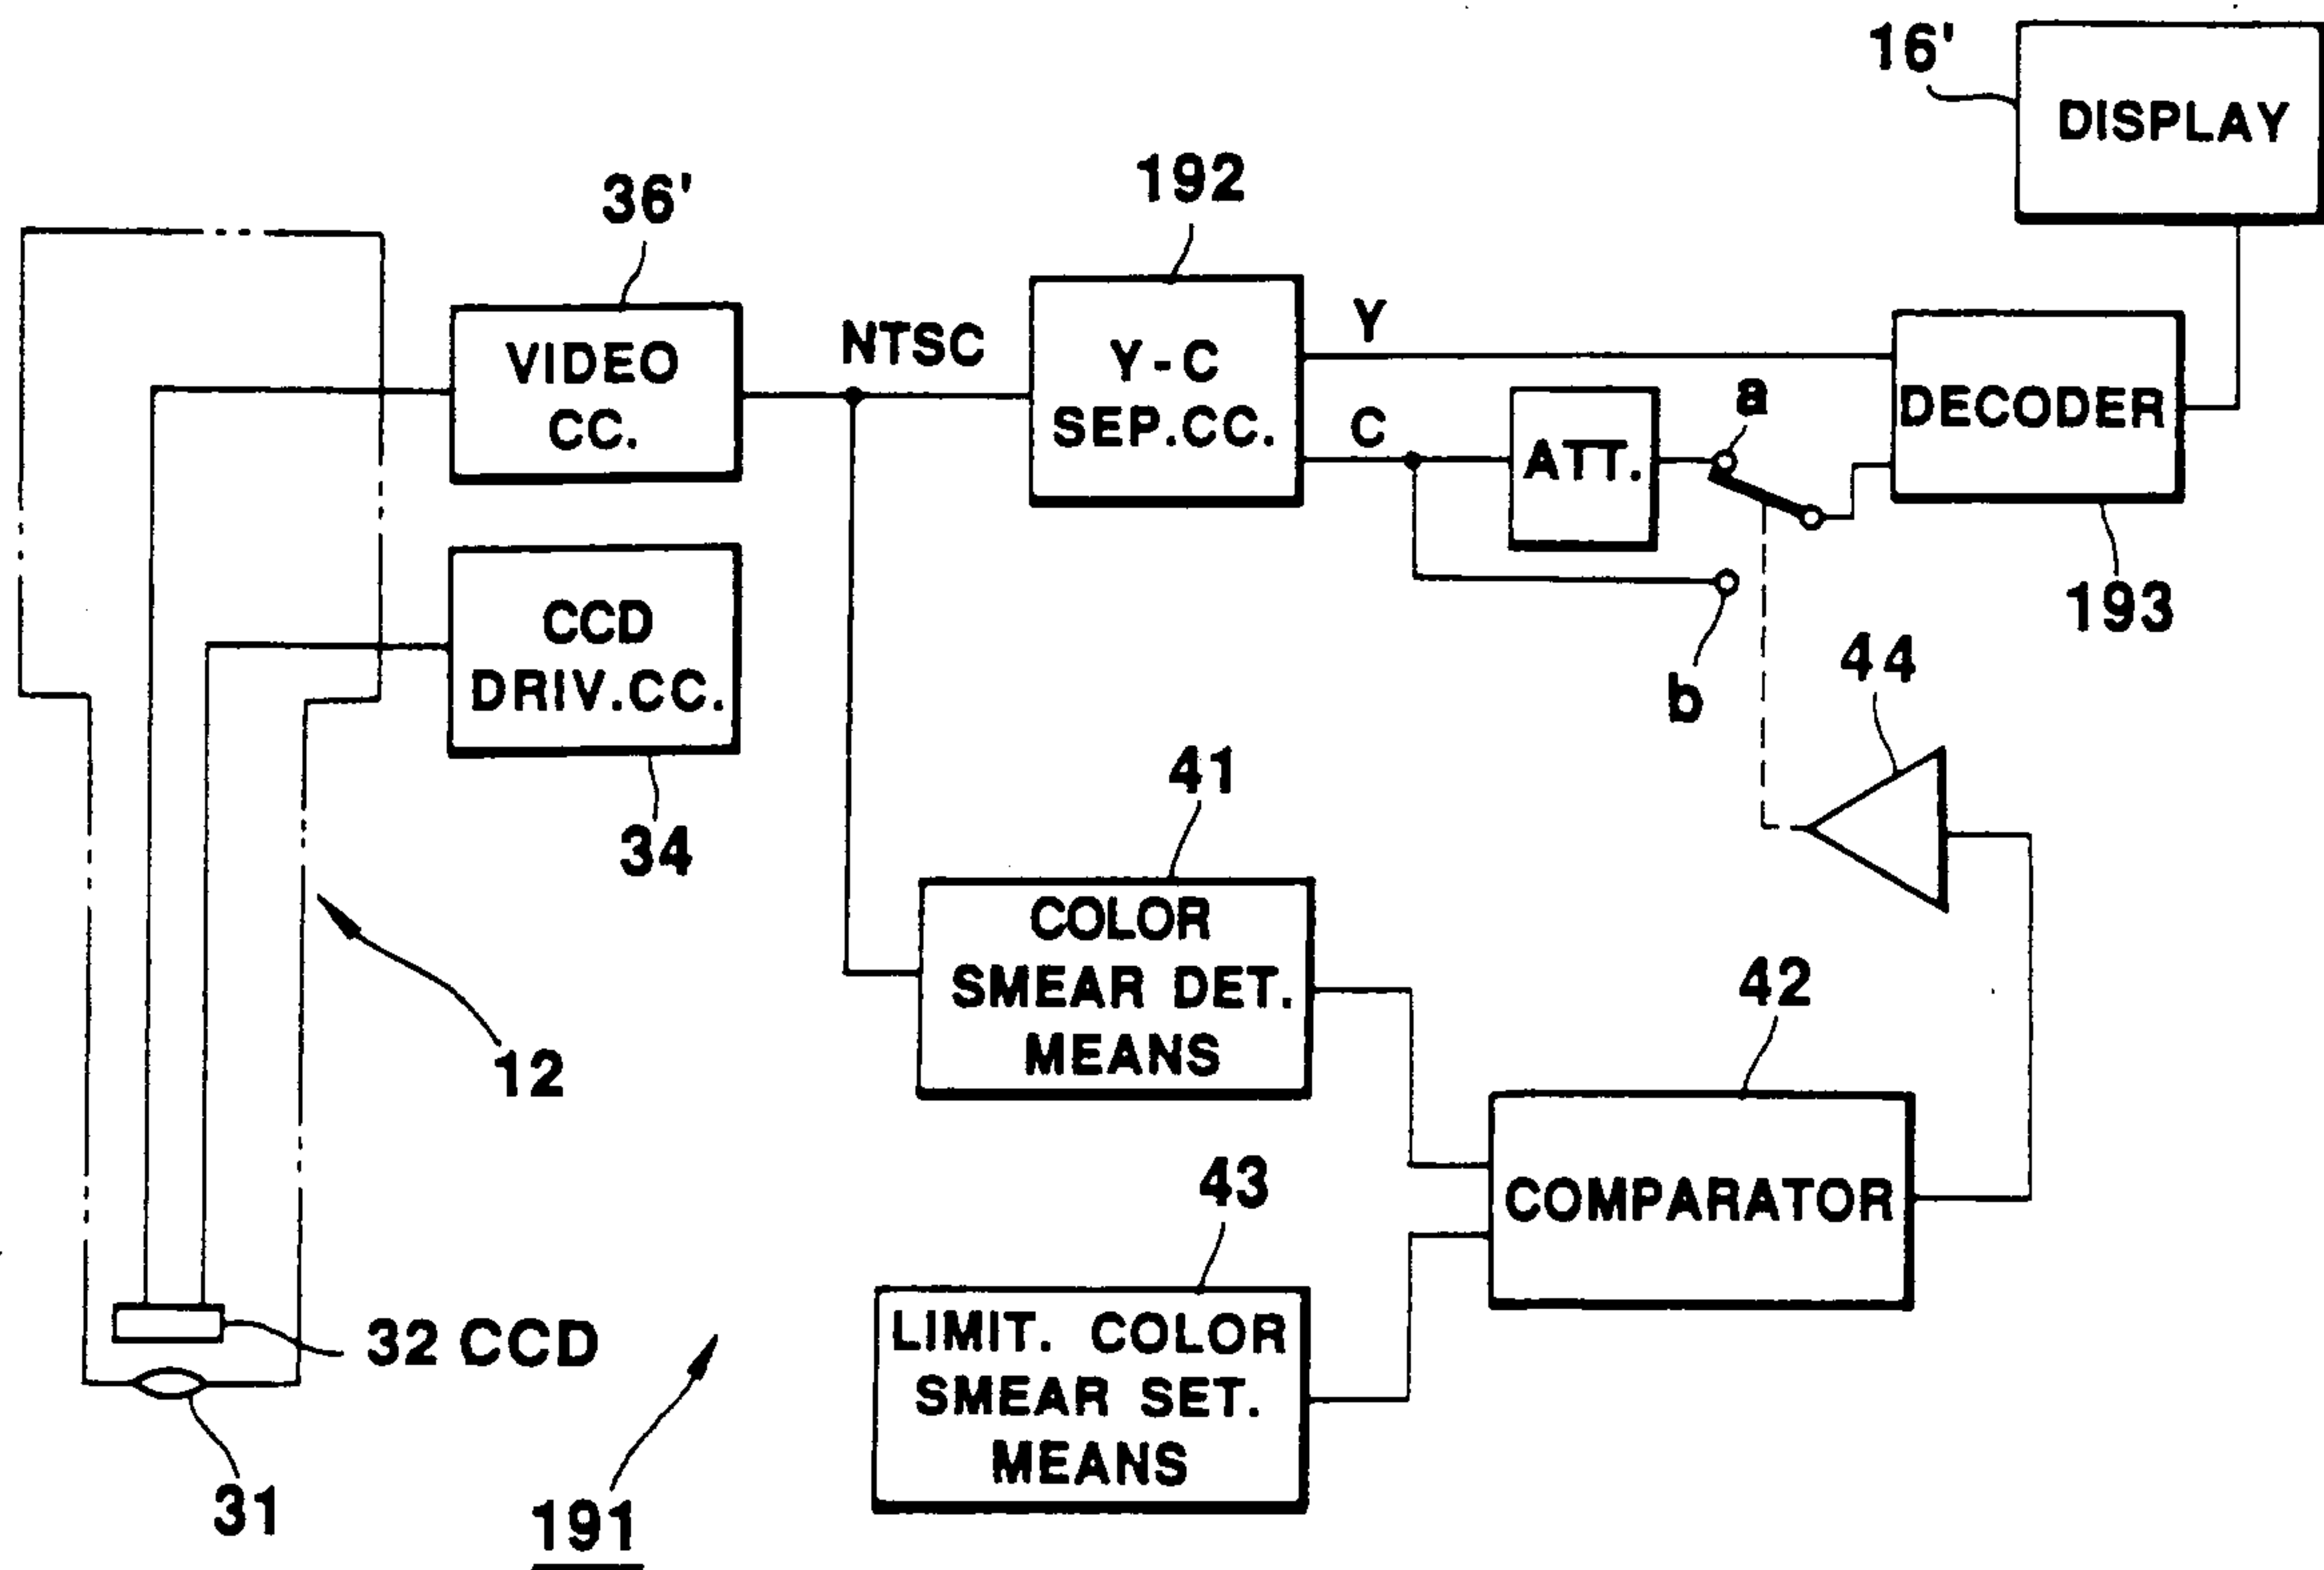 16'
DISPLAY
36'
VIDEO
CC.
NTSC
192
Y-C
SEP.CC.
Y
C
ATT.
a
b
DECODER
193
CCD
DRIV.CC.
34
44
41
COLOR
SMEAR DET.
MEANS
12
42
COMPARATOR
43
LIMIT. COLOR
SMEAR SET.
MEANS
32 CCD
31
191